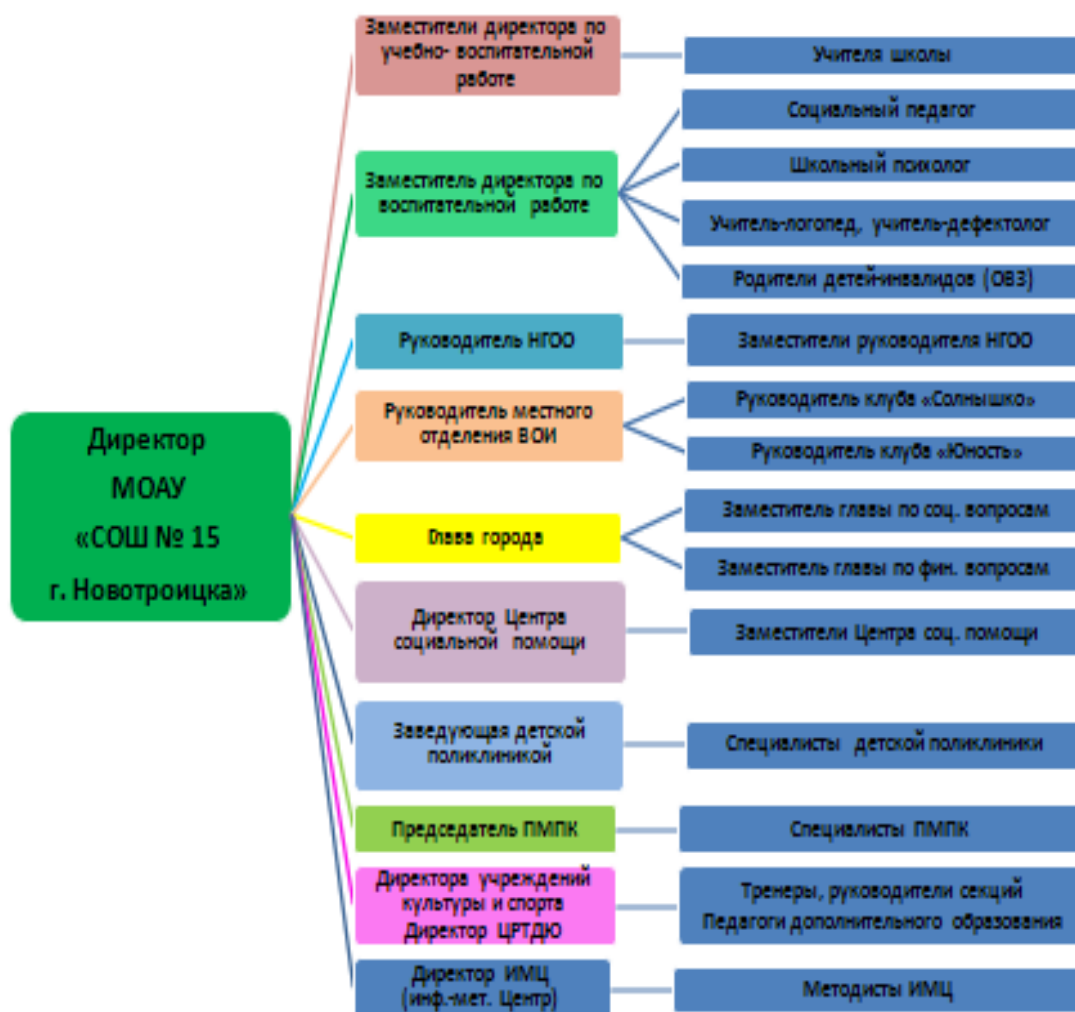 Директор
МОАУ
«СОШ № 15
г. Новотроицка»
Заместители директора по
учебно- воспитательной
работе
Учителя школы
Заместитель директора по
воспитательной работе
Социальный педагог
Школьный психолог
Учитель-логопед, учитель-дефектолог
Родители детей-инвалидов (ОВЗ)
Руководитель НГОО
Заместители руководителя НГОО
Руководитель местного
отделения ВОИ
Руководитель клуба «Солнышко»
Руководитель клуба «Юность»
Глава города
Заместитель главы по соц. вопросам
Заместитель главы по фин. вопросам
Директор Центра
социальной помощи
Заместители Центра соц. помощи
Заведующая детской
поликлиникой
Специалисты детской поликлиники
Председатель ПМПК
Специалисты ПМПК
Директора учреждений
культуры и спорта
Директор ЦРТДЮ
Тренеры, руководители секций
Педагоги дополнительного образования
Директор ИМЦ
(инф.-мет. Центр)
Методисты ИМЦ